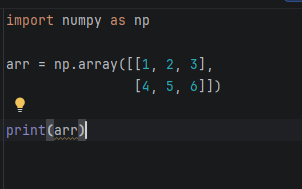 import numpy as np
arr = np.array([[1, 2, 3],
                [4, 5, 6]])
print(arr)